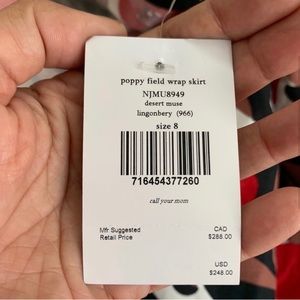 poppy field wrap skirt
NJMU8949
desert muse
lingonbery (966)
size 8
716454377260
call your mom
Mfr Suggested
Retail Price
CAD
$288.00
USD
$248.00